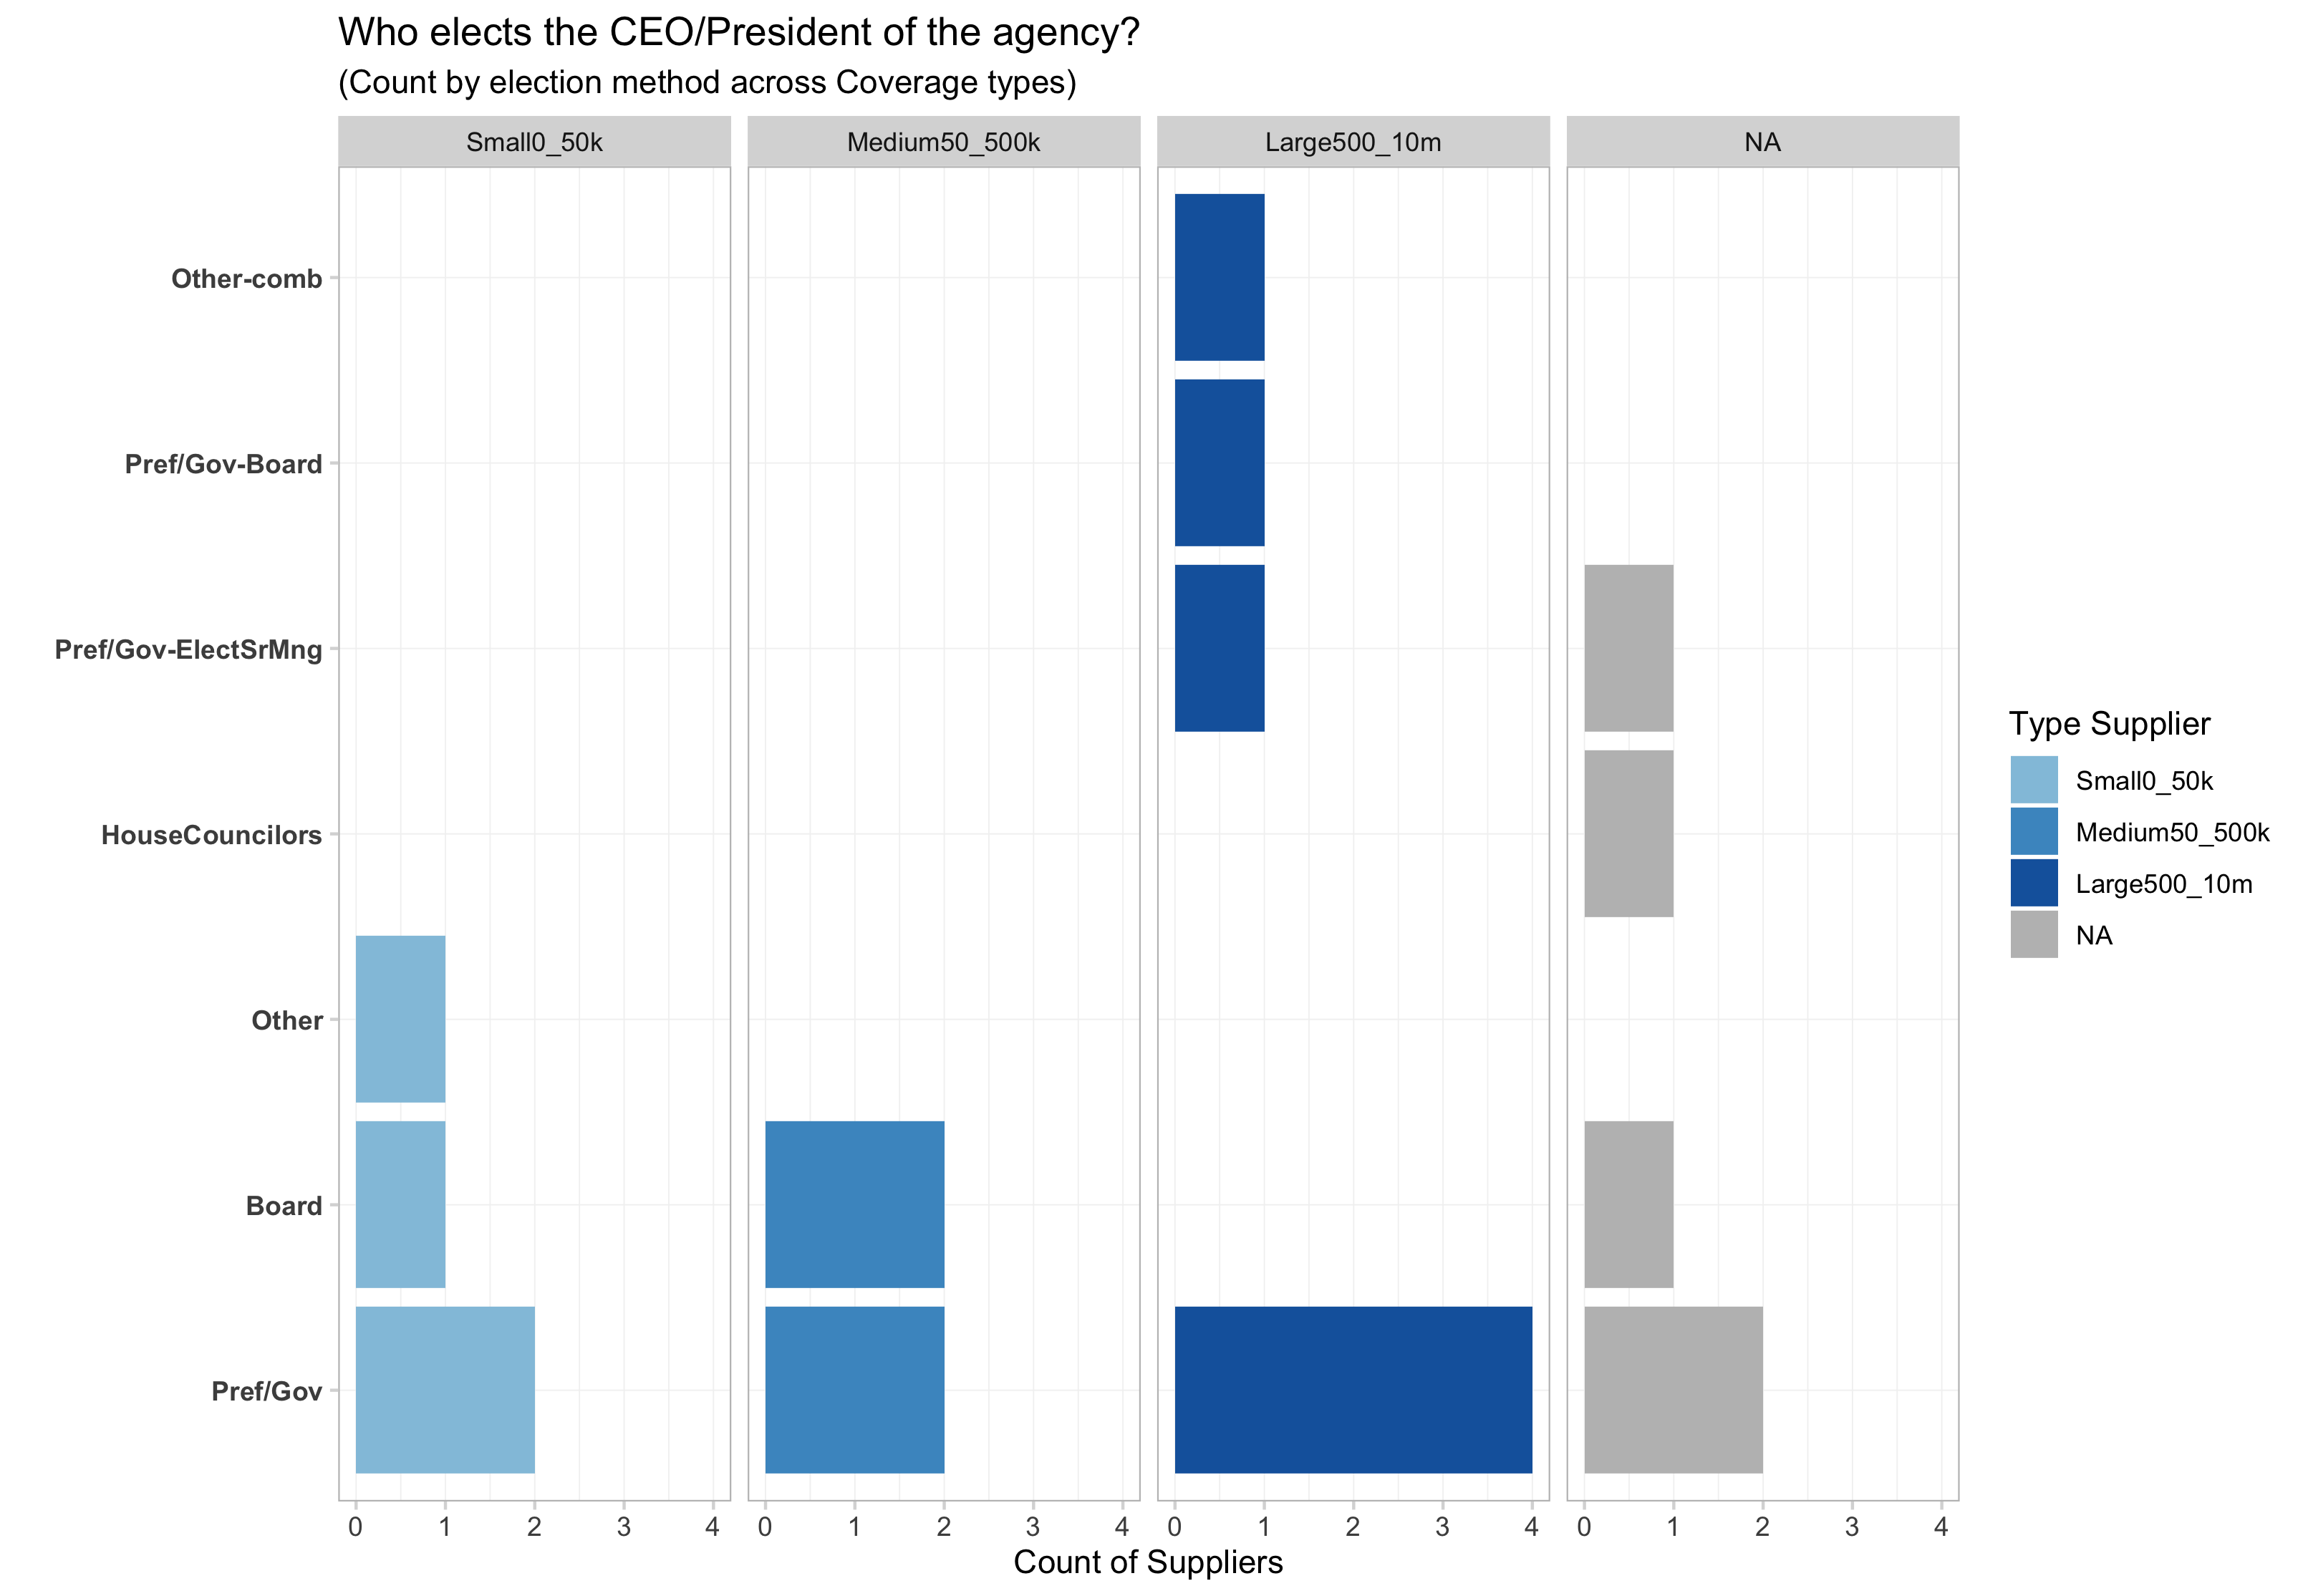 Who elects the CEO/President of the agency?
(Count by election method across Coverage types)
Small0_50k
Medium50_500k
Large500_10m
NA
Other-comb
Pref/Gov-Board
Pref/Gov-ElectSrMng
HouseCouncilors
Other
Board
Pref/Gov
0 1 2 3 4
0 1 2 3 4
0 1 2 3 4
0 1 2 3 4
Count of Suppliers
Type Supplier
Small0_50k
Medium50_500k
Large500_10m
NA